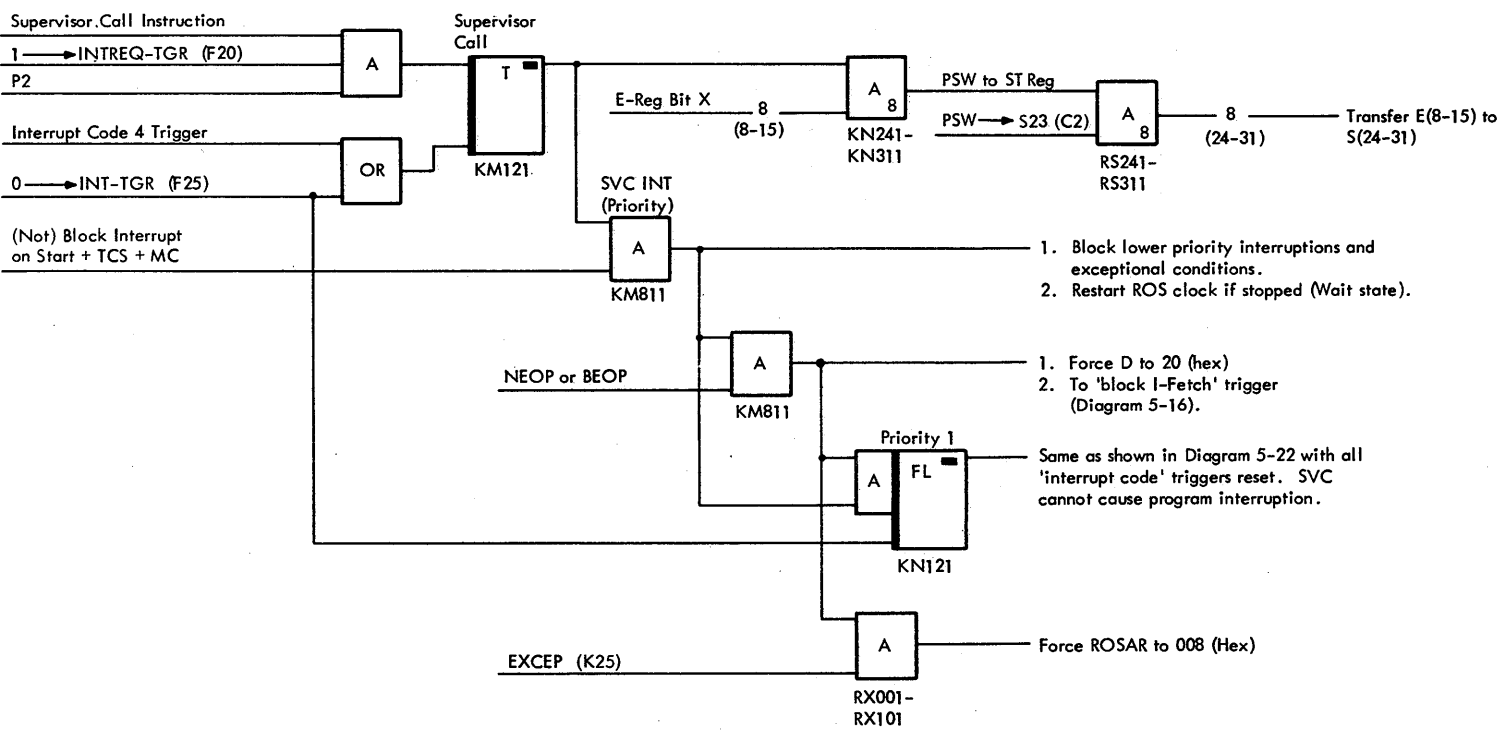 Supervisor.Call Instruction
1→INTREQ-TGR (F20)
P2
A
Supervisor
Call
T
KM121
Interrupt Code 4 Trigger
0→INT-TGR (F25)
OR
E-Reg Bit X
8
(8-15)
A
8
KN241-
KN311
PSW to ST Reg
PSW→S23 (C2)
A
8
RS241-
RS311
8
(24-31)
Transfer E(8-15) to
S(24-31)
(Not) Block Interrupt
on Start + TCS + MC
SVC INT
(Priority)
A
KM811
1. Block lower priority interruptions and
exceptional conditions.
2. Restart ROS clock if stopped (Wait state).
NEOP or BEOP
A
KM811
1. Force D to 20 (hex)
2. To 'block I-Fetch' trigger
(Diagram 5-16).
Priority 1
A
FL
KN121
Same as shown in Diagram 5-22 with all
'interrupt code' triggers reset. SVC
cannot cause program interruption.
EXCEP (K25)
A
RX001-
RX101
Force ROSAR to 008 (Hex)